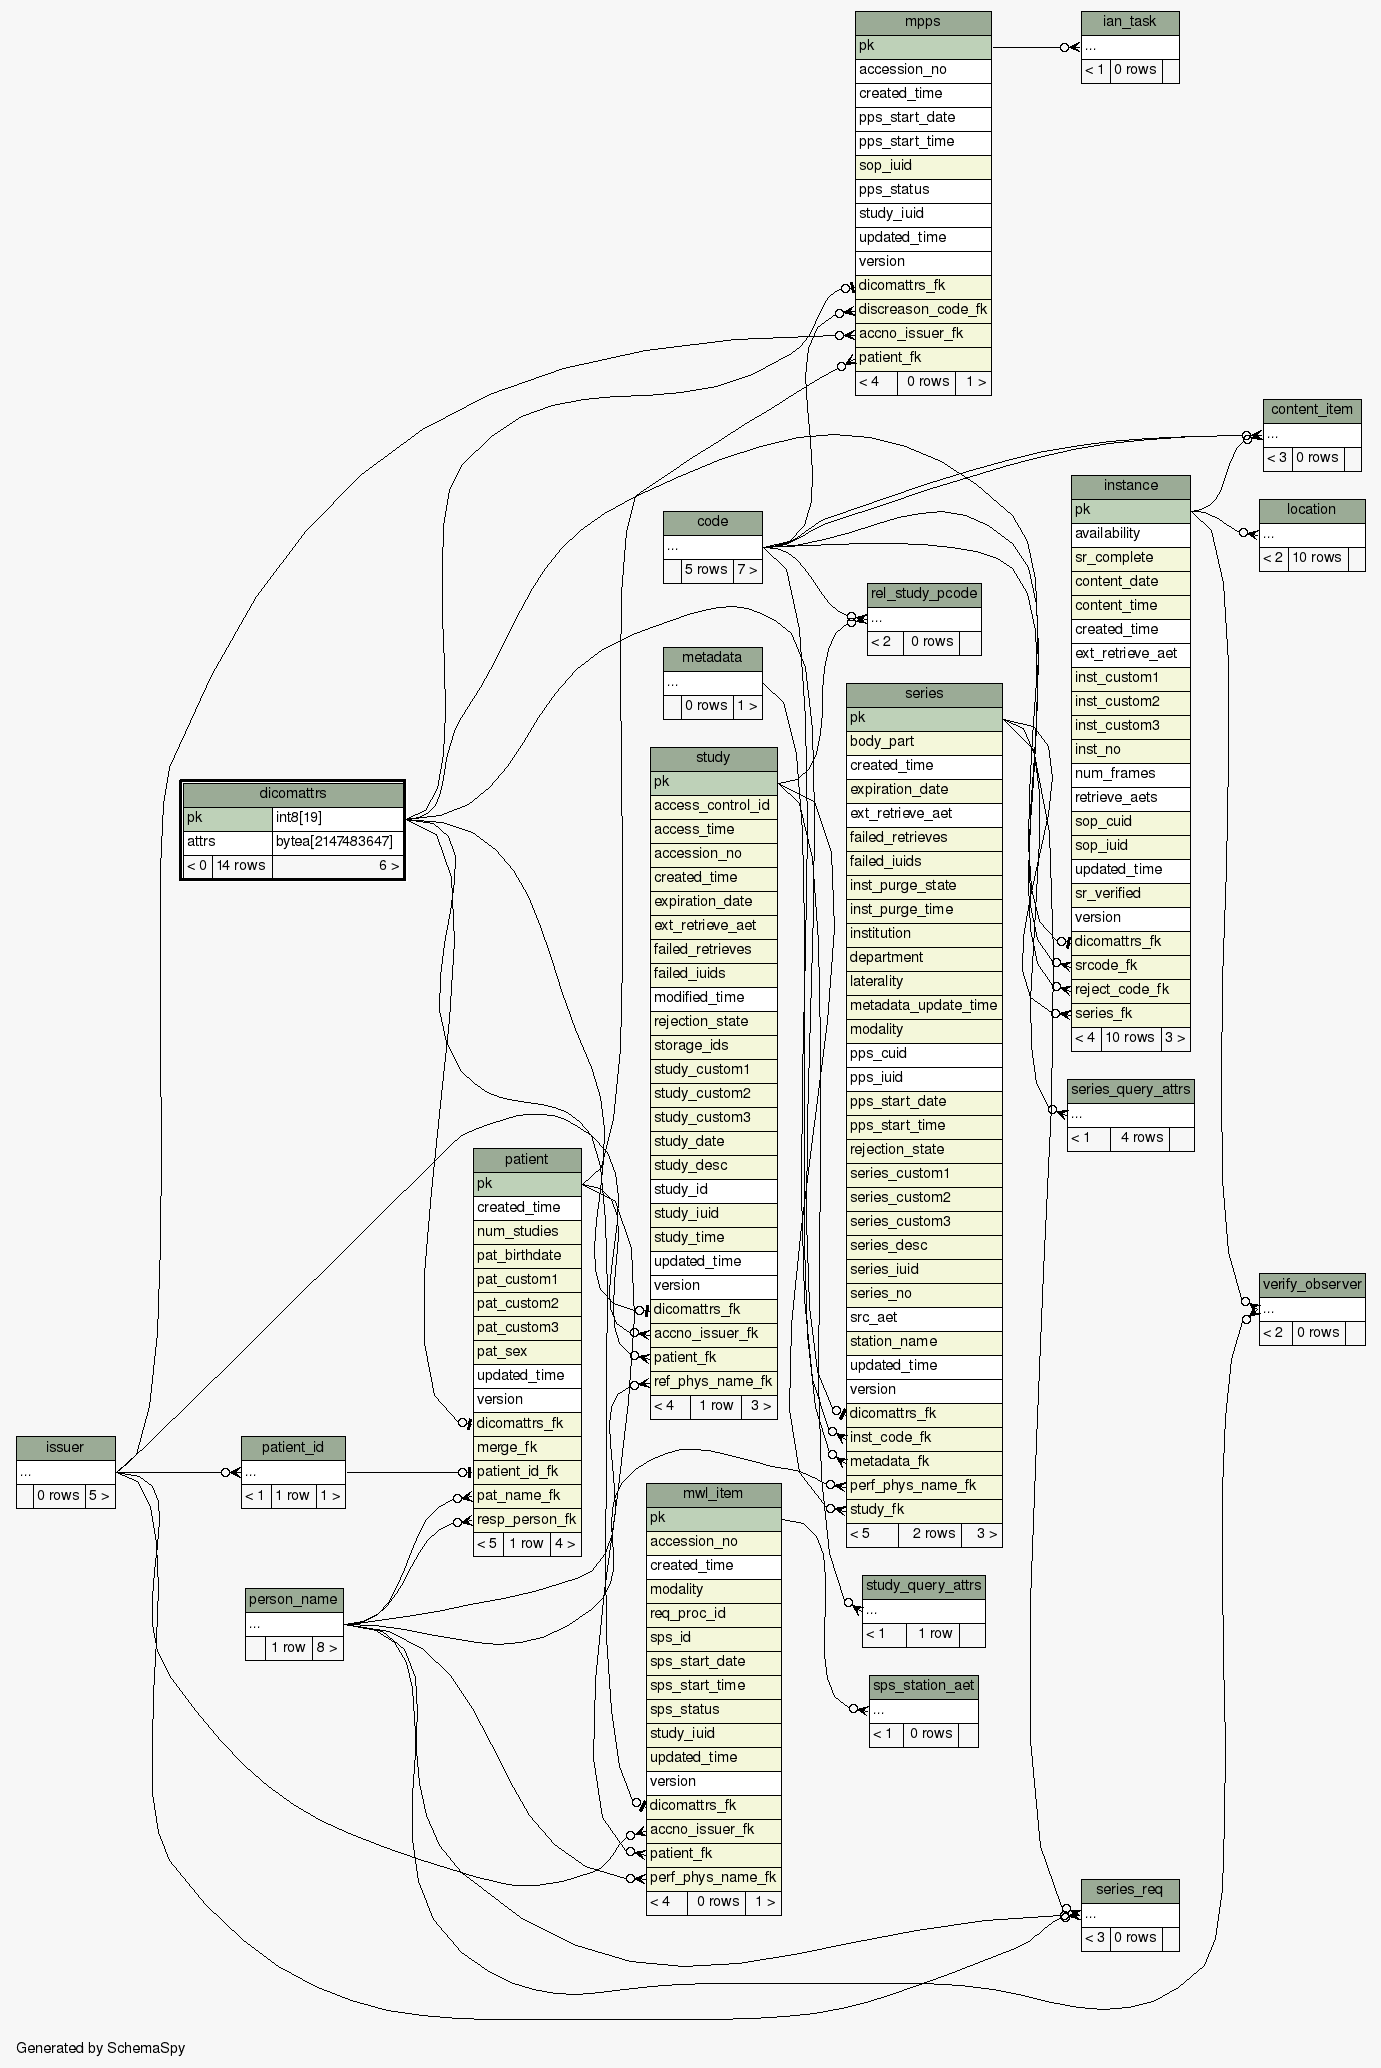 mpps
pk
accession_no
created_time
pps_start_date
pps_start_time
sop_iuid
pps_status
study_iuid
updated_time
version
dicomattrs_fk
discreason_code_fk
accno_issuer_fk
patient_fk
< 4 0 rows 1 >
ian_task
...
< 1 0 rows
content_item
...
< 3 0 rows
instance
pk
availability
sr_complete
content_date
content_time
created_time
ext_retrieve_aet
inst_custom1
inst_custom2
inst_custom3
inst_no
num_frames
retrieve_aets
sop_cuid
sop_iuid
updated_time
sr_verified
version
dicomattrs_fk
srcode_fk
reject_code_fk
series_fk
< 4 10 rows 3 >
location
...
< 2 10 rows
code
...
5 rows 7 >
rel_study_pcode
...
< 2 0 rows
metadata
...
0 rows 1 >
series
pk
body_part
created_time
expiration_date
ext_retrieve_aet
failed_retrieves
failed_iuids
inst_purge_state
inst_purge_time
institution
department
laterality
metadata_update_time
modality
pps_cuid
pps_iuid
pps_start_date
pps_start_time
rejection_state
series_custom1
series_custom2
series_custom3
series_desc
series_iuid
series_no
src_aet
station_name
updated_time
version
dicomattrs_fk
inst_code_fk
metadata_fk
perf_phys_name_fk
study_fk
< 5 2 rows 3 >
study
pk
access_control_id
access_time
accession_no
created_time
expiration_date
ext_retrieve_aet
failed_retrieves
failed_iuids
modified_time
rejection_state
storage_ids
study_custom1
study_custom2
study_custom3
study_date
study_desc
study_id
study_iuid
study_time
updated_time
version
dicomattrs_fk
accno_issuer_fk
patient_fk
ref_phys_name_fk
< 4 1 row 3 >
dicomattrs
pk int8[19]
attrs bytea[2147483647]
< 0 14 rows 6 >
series_query_attrs
...
< 1 4 rows
patient
pk
created_time
num_studies
pat_birthdate
pat_custom1
pat_custom2
pat_custom3
pat_sex
updated_time
version
dicomattrs_fk
merge_fk
patient_id_fk
pat_name_fk
resp_person_fk
< 5 1 row 4 >
verify_observer
...
< 2 0 rows
issuer
...
0 rows 5 >
patient_id
...
< 1 1 row 1 >
mwl_item
pk
accession_no
created_time
modality
req_proc_id
sps_id
sps_start_date
sps_start_time
sps_status
study_iuid
updated_time
version
dicomattrs_fk
accno_issuer_fk
patient_fk
perf_phys_name_fk
< 4 0 rows 1 >
study_query_attrs
...
< 1 1 row
person_name
...
1 row 8 >
sps_station_aet
...
< 1 0 rows
series_req
...
< 3 0 rows
Generated by SchemaSpy